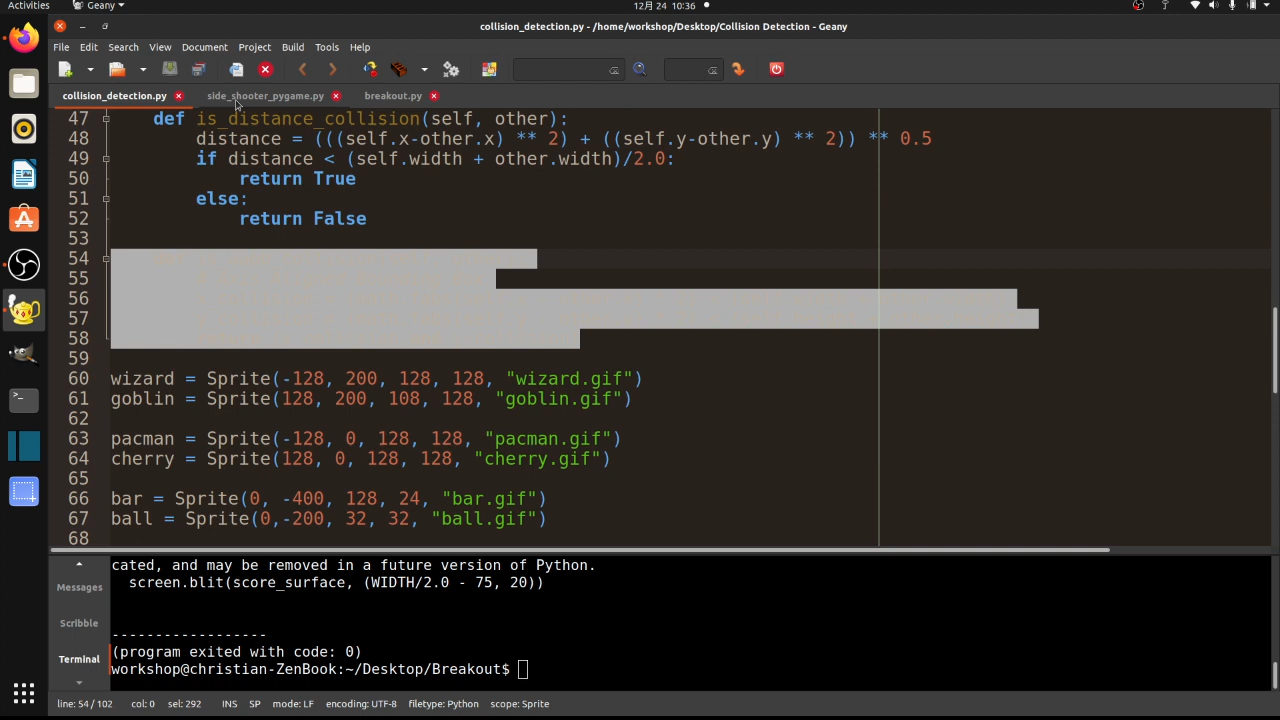 Activities
Geany
12月 24 10:36
collision_detection.py - /home/workshop/Desktop/Collision Detection - Geany
File Edit Search View Document Project Build Tools Help
collision_detection.py side_shooter_pygame.py breakout.py
47 def is_distance_collision(self, other):
48 distance = (((self.x-other.x) ** 2) + ((self.y-other.y) ** 2)) ** 0.5
49 if distance < (self.width + other.width)/2.0:
50 return True
51 else:
52 return False
53
54
55
56
57
58
59
60 wizard = Sprite(-128, 200, 128, 128, "wizard.gif")
61 goblin = Sprite(128, 200, 108, 128, "goblin.gif")
62
63 pacman = Sprite(-128, 0, 128, 128, "pacman.gif")
64 cherry = Sprite(128, 0, 128, 128, "cherry.gif")
65
66 bar = Sprite(0, -400, 128, 24, "bar.gif")
67 ball = Sprite(0,-200, 32, 32, "ball.gif")
68
Messages
Scribble
Terminal
cated, and may be removed in a future version of Python.
screen.blit(score_surface, (WIDTH/2.0 - 75, 20))
------------------
(program exited with code: 0)
workshop@christian-ZenBook:~/Desktop/Breakout$
line: 54 / 102 col: 0 sel: 292 INS SP mode: LF encoding: UTF-8 filetype: Python scope: Sprite